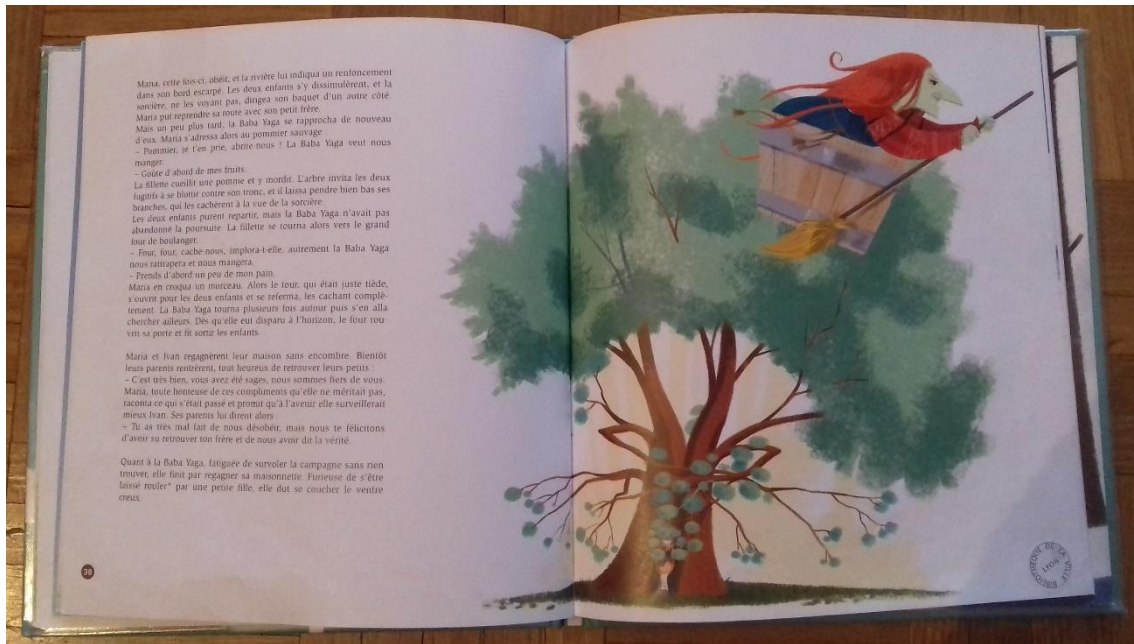 Maria, cette fois-ci, obéit, et la rivière lui indiqua un renfoncement
dans son bord escarpé. Les deux enfants s'y dissimulèrent, et la
sorcière, ne les voyant pas, dirigea son baquet d'un autre côté.
Maria put reprendre sa route avec son petit frère.
Mais un peu plus tard, la Baba Yaga se rapprocha de nouveau
d'eux. Maria s'adressa alors au pommier sauvage :
– Pommier, je t'en prie, abrite-nous ! La Baba Yaga veut nous
manger.
– Goûte d'abord de mes fruits.
La fillette cueillit une pomme et y mordit. L'arbre invita les deux
fugitifs à se blottir contre son tronc, et il laissa pendre bien bas ses
branches, qui les cachèrent à la vue de la sorcière.
Les deux enfants purent repartir, mais la Baba Yaga n'avait pas
abandonné la poursuite. La fillette se tourna alors vers le grand
four de boulanger.
– Four, four, cache-nous, implora-t-elle, autrement la Baba Yaga
nous rattrapera et nous mangera.
– Prends d'abord un peu de mon pain.
Maria en croqua un morceau. Alors le four, qui était juste tiède,
s'ouvrit pour les deux enfants et se referma, les cachant complè-
tement. La Baba Yaga tourna plusieurs fois autour puis s'en alla
chercher ailleurs. Dès qu'elle eut disparu à l'horizon, le four rou-
vrit sa porte et fit sortir les enfants.
Maria et Ivan regagnèrent leur maison sans encombre. Bientôt
leurs parents rentrèrent, tout heureux de retrouver leurs petits :
– C'est très bien, vous avez été sages, nous sommes fiers de vous.
Maria, toute honteuse de ces compliments qu'elle ne méritait pas,
raconta ce qui s'était passé et promit qu'à l'avenir elle surveillerait
mieux Ivan. Ses parents lui dirent alors :
– Tu as très mal fait de nous désobéir, mais nous te félicitons
d'avoir su retrouver ton frère et de nous avoir dit la vérité.
Quant à la Baba Yaga, fatiguée de survoler la campagne sans rien
trouver, elle finit par regagner sa maisonnette. Furieuse de s'être
laissé rouler* par une petite fille, elle dut se coucher le ventre
creux.
38
BIBLIOTHEQUE DE LA VILLE
LYON